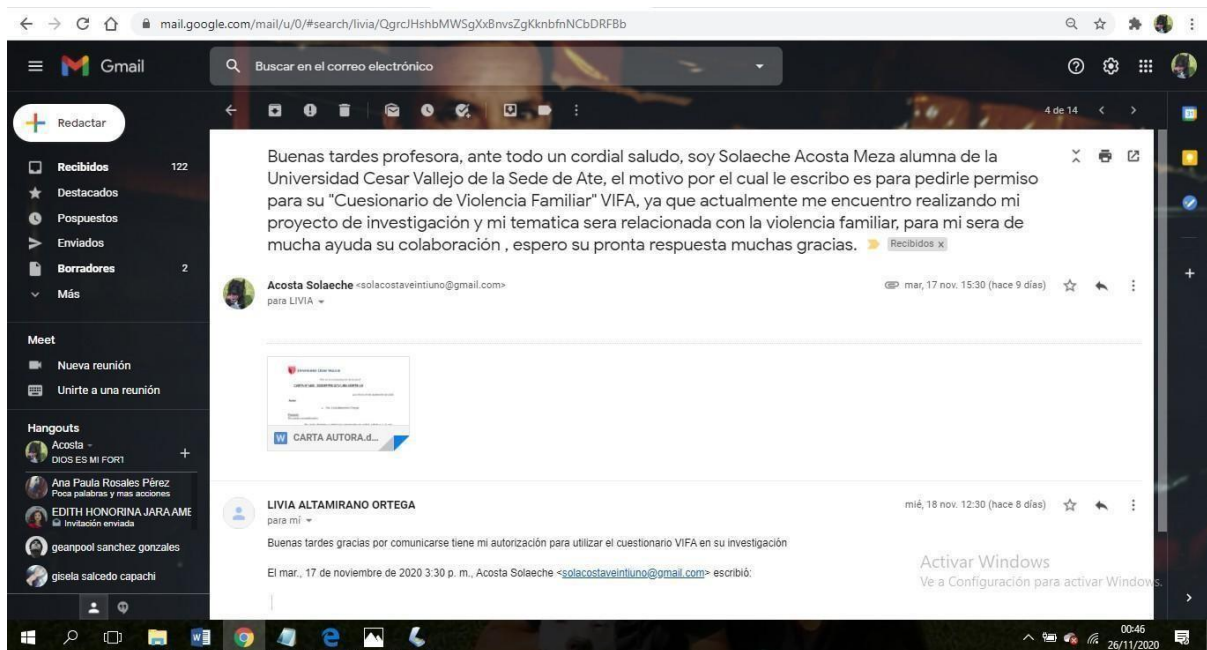 mail.google.com/mail/u/0/#search/livia/QgrcJHshbMWSgXxBnvsZgKknbfnNCbDRFBb
Gmail
Buscar en el correo electrónico
Redactar
4 de 14
Recibidos 122
Destacados
Pospuestos
Enviados
Borradores 2
Más
Meet
Nueva reunión
Unirte a una reunión
Hangouts
Acosta
DIOS ES MI FOR1
Ana Paula Rosales Pérez
Poca palabras y mas acciones
EDITH HONORINA JARA AME
Invitación enviada
geanpool sanchez gonzales
gisela salcedo capachi
Buenas tardes profesora, ante todo un cordial saludo, soy Solaeche Acosta Meza alumna de la
Universidad Cesar Vallejo de la Sede de Ate, el motivo por el cual le escribo es para pedirle permiso
para su "Cuesionario de Violencia Familiar" VIFA, ya que actualmente me encuentro realizando mi
proyecto de investigación y mi tematica sera relacionada con la violencia familiar, para mi sera de
mucha ayuda su colaboración , espero su pronta respuesta muchas gracias. Recibidos x
Acosta Solaeche <solacostaveintiuno@gmail.com> mar, 17 nov. 15:30 (hace 9 días)
para LIVIA
W CARTA AUTORA.d...
LIVIA ALTAMIRANO ORTEGA mié, 18 nov. 12:30 (hace 8 días)
para mí
Buenas tardes gracias por comunicarse tiene mi autorización para utilizar el cuestionario VIFA en su investigación
El mar., 17 de noviembre de 2020 3:30 p. m., Acosta Solaeche <solacostaveintiuno@gmail.com> escribió:
Activar Windows
Ve a Configuración para activar Windows.
00:46
26/11/2020